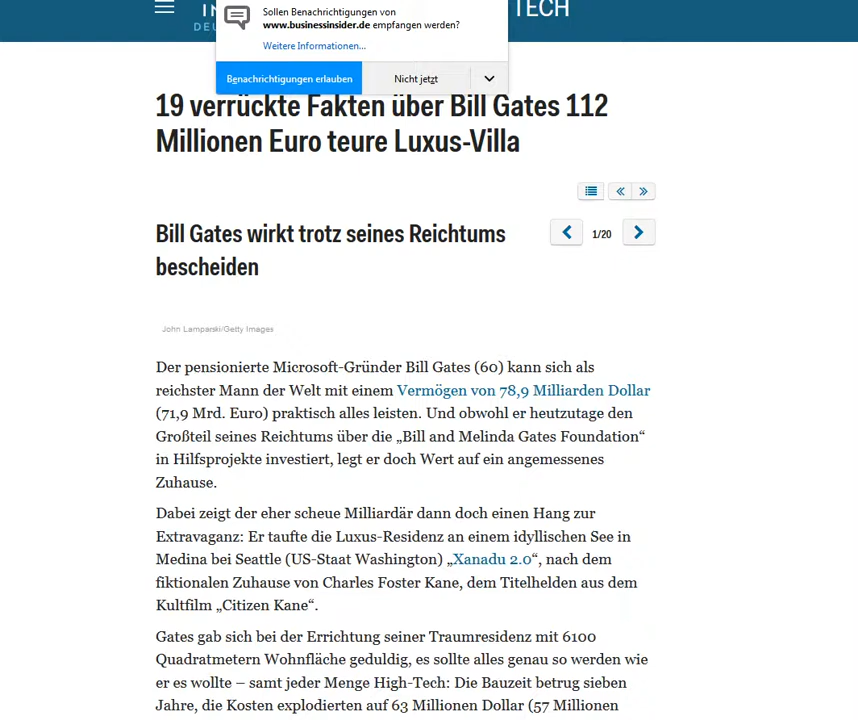 IN
DEU
TECH
Sollen Benachrichtigungen von
www.businessinsider.de empfangen werden?
Weitere Informationen...
Benachrichtigungen erlauben
Nicht jetzt
19 verrückte Fakten über Bill Gates 112
Millionen Euro teure Luxus-Villa
Bill Gates wirkt trotz seines Reichtums
bescheiden
1/20
John Lamparski/Getty Images
Der pensionierte Microsoft-Gründer Bill Gates (60) kann sich als
reichster Mann der Welt mit einem Vermögen von 78,9 Milliarden Dollar
(71,9 Mrd. Euro) praktisch alles leisten. Und obwohl er heutzutage den
Großteil seines Reichtums über die „Bill and Melinda Gates Foundation“
in Hilfsprojekte investiert, legt er doch Wert auf ein angemessenes
Zuhause.
Dabei zeigt der eher scheue Milliardär dann doch einen Hang zur
Extravaganz: Er taufte die Luxus-Residenz an einem idyllischen See in
Medina bei Seattle (US-Staat Washington) „Xanadu 2.0“, nach dem
fiktionalen Zuhause von Charles Foster Kane, dem Titelhelden aus dem
Kultfilm „Citizen Kane“.
Gates gab sich bei der Errichtung seiner Traumresidenz mit 6100
Quadratmetern Wohnfläche geduldig, es sollte alles genau so werden wie
er es wollte – samt jeder Menge High-Tech: Die Bauzeit betrug sieben
Jahre, die Kosten explodierten auf 63 Millionen Dollar (57 Millionen